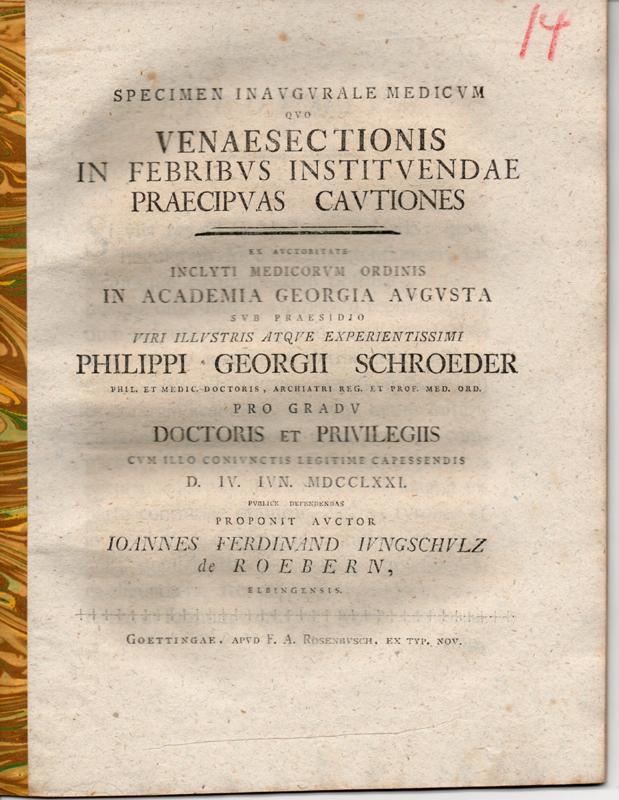 14
SPECIMEN INAVGVRALE MEDICVM
QVO
VENAESECTIONIS
IN FEBRIBVS INSTITVENDAE
PRAECIPVAS CAVTIONES
EX AVCTORITATE
INCLYTI MEDICORVM ORDINIS
IN ACADEMIA GEORGIA AVGVSTA
SVB PRAESIDIO
VIRI ILLVSTRIS ATQVE EXPERIENTISSIMI
PHILIPPI GEORGII SCHROEDER
PHIL. ET MEDIC. DOCTORIS, ARCHIATRI REG. ET PROF. MED. ORD.
PRO GRADV
DOCTORIS ET PRIVILEGIIS
CVM ILLO CONIVNCTIS LEGITIME CAPESSENDIS
D. IV. IVN. MDCCLXXI.
PVBLICE DEFENDENDAS
PROPONIT AVCTOR
IOANNES FERDINAND IVNGSCHVLZ
de ROEBERN,
ELBINGENSIS.
GOETTINGAE, APVD F. A. ROSENBVSCH, EX TYP. NOV.